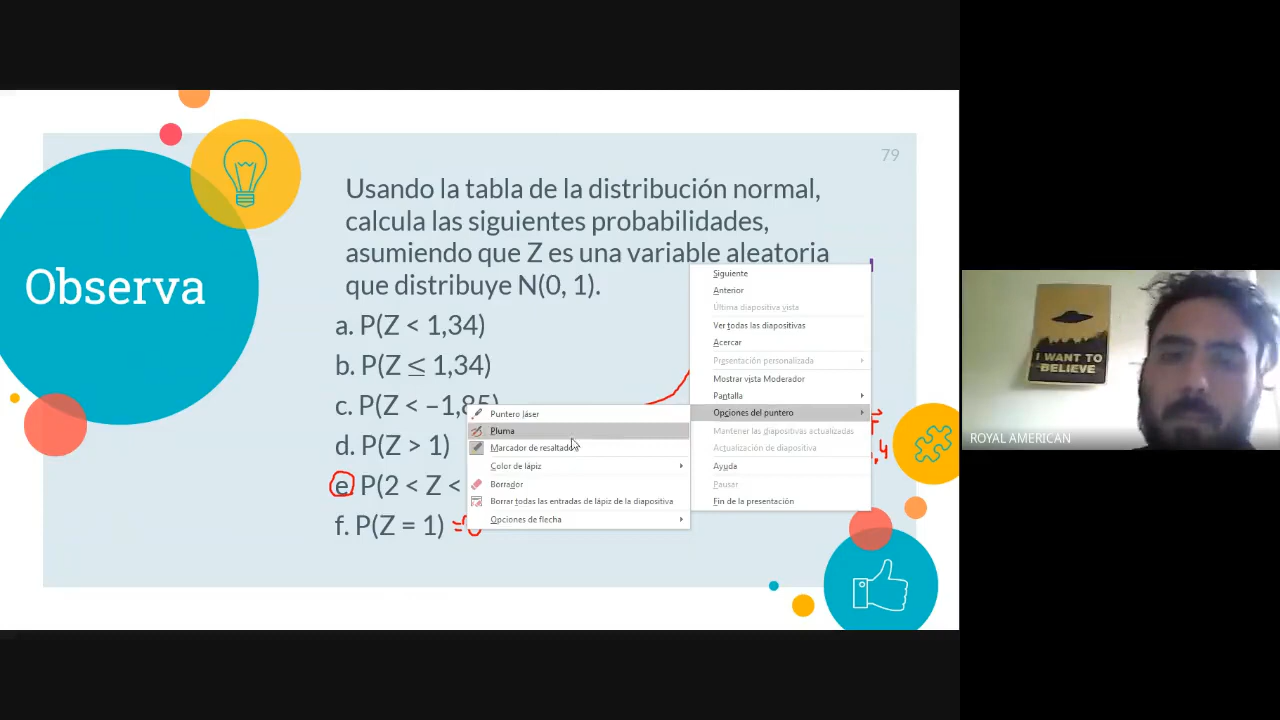 79
Usando la tabla de la distribución normal,
calcula las siguientes probabilidades,
asumiendo que Z es una variable aleatoria
que distribuye N(0, 1).
Observa
a. P(Z < 1,34)
b. P(Z ≤ 1,34)
c. P(Z < −1,85)
d. P(Z > 1)
e. P(2 < Z <
f. P(Z = 1) =0
Siguiente
Anterior
Última diapositiva vista
Ver todas las diapositivas
Acercar
Presentación personalizada
Mostrar vista Moderador
Pantalla
Opciones del puntero
Mantener las diapositivas actualizadas
Actualización de diapositiva
Ayuda
Pausar
Fin de la presentación
Puntero láser
Pluma
Marcador de resaltado
Color de lápiz
Borrador
Borrar todas las entradas de lápiz de la diapositiva
Opciones de flecha
,4
I WANT TO
BELIEVE
ROYAL AMERICAN